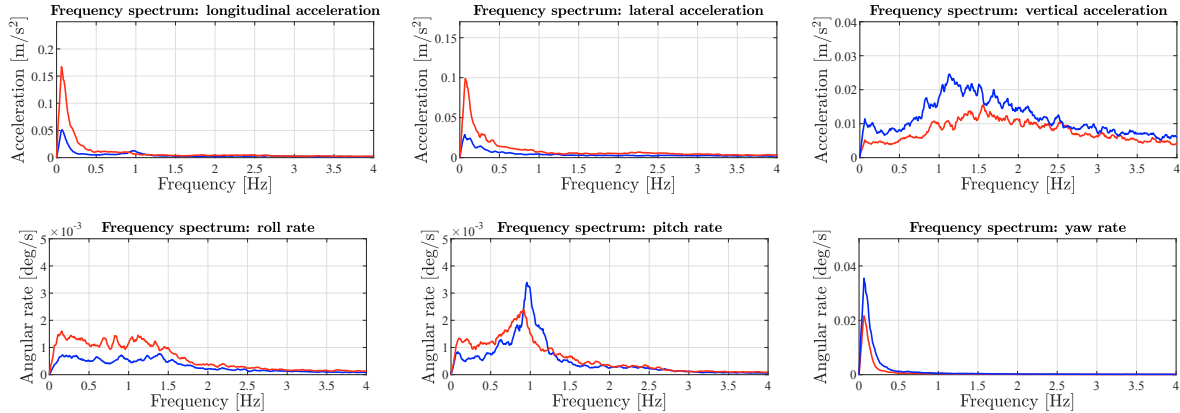 Frequency spectrum: longitudinal acceleration
Acceleration [m/s²]
0.2
0.15
0.1
0.05
0
0 0.5 1 1.5 2 2.5 3 3.5 4
Frequency [Hz]
Frequency spectrum: lateral acceleration
Acceleration [m/s²]
0.15
0.1
0.05
0
0 0.5 1 1.5 2 2.5 3 3.5 4
Frequency [Hz]
Frequency spectrum: vertical acceleration
Acceleration [m/s²]
0.04
0.03
0.02
0.01
0
0 0.5 1 1.5 2 2.5 3 3.5 4
Frequency [Hz]
Frequency spectrum: roll rate
×10⁻³
Angular rate [deg/s]
5
4
3
2
1
0
0 0.5 1 1.5 2 2.5 3 3.5 4
Frequency [Hz]
Frequency spectrum: pitch rate
×10⁻³
Angular rate [deg/s]
5
4
3
2
1
0
0 0.5 1 1.5 2 2.5 3 3.5 4
Frequency [Hz]
Frequency spectrum: yaw rate
Angular rate [deg/s]
0.04
0.02
0
0 0.5 1 1.5 2 2.5 3 3.5 4
Frequency [Hz]